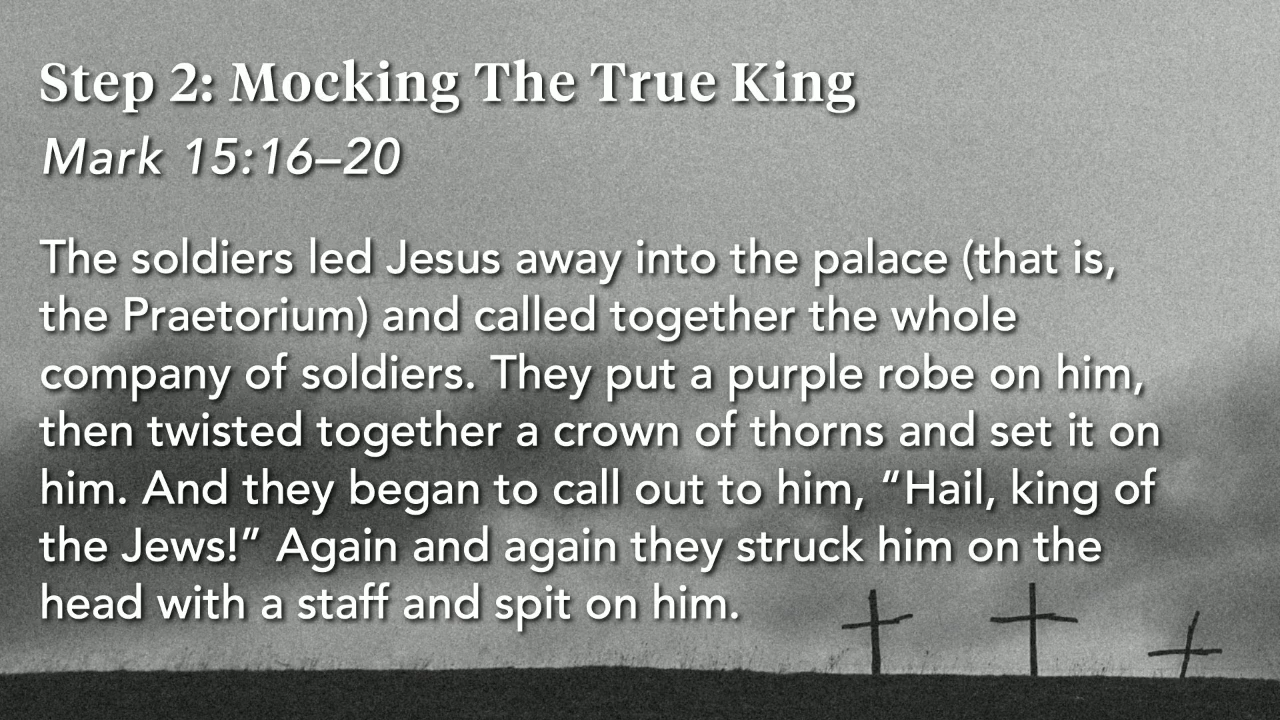 Step 2: Mocking The True King
Mark 15:16–20
The soldiers led Jesus away into the palace (that is,
the Praetorium) and called together the whole
company of soldiers. They put a purple robe on him,
then twisted together a crown of thorns and set it on
him. And they began to call out to him, “Hail, king of
the Jews!” Again and again they struck him on the
head with a staff and spit on him.